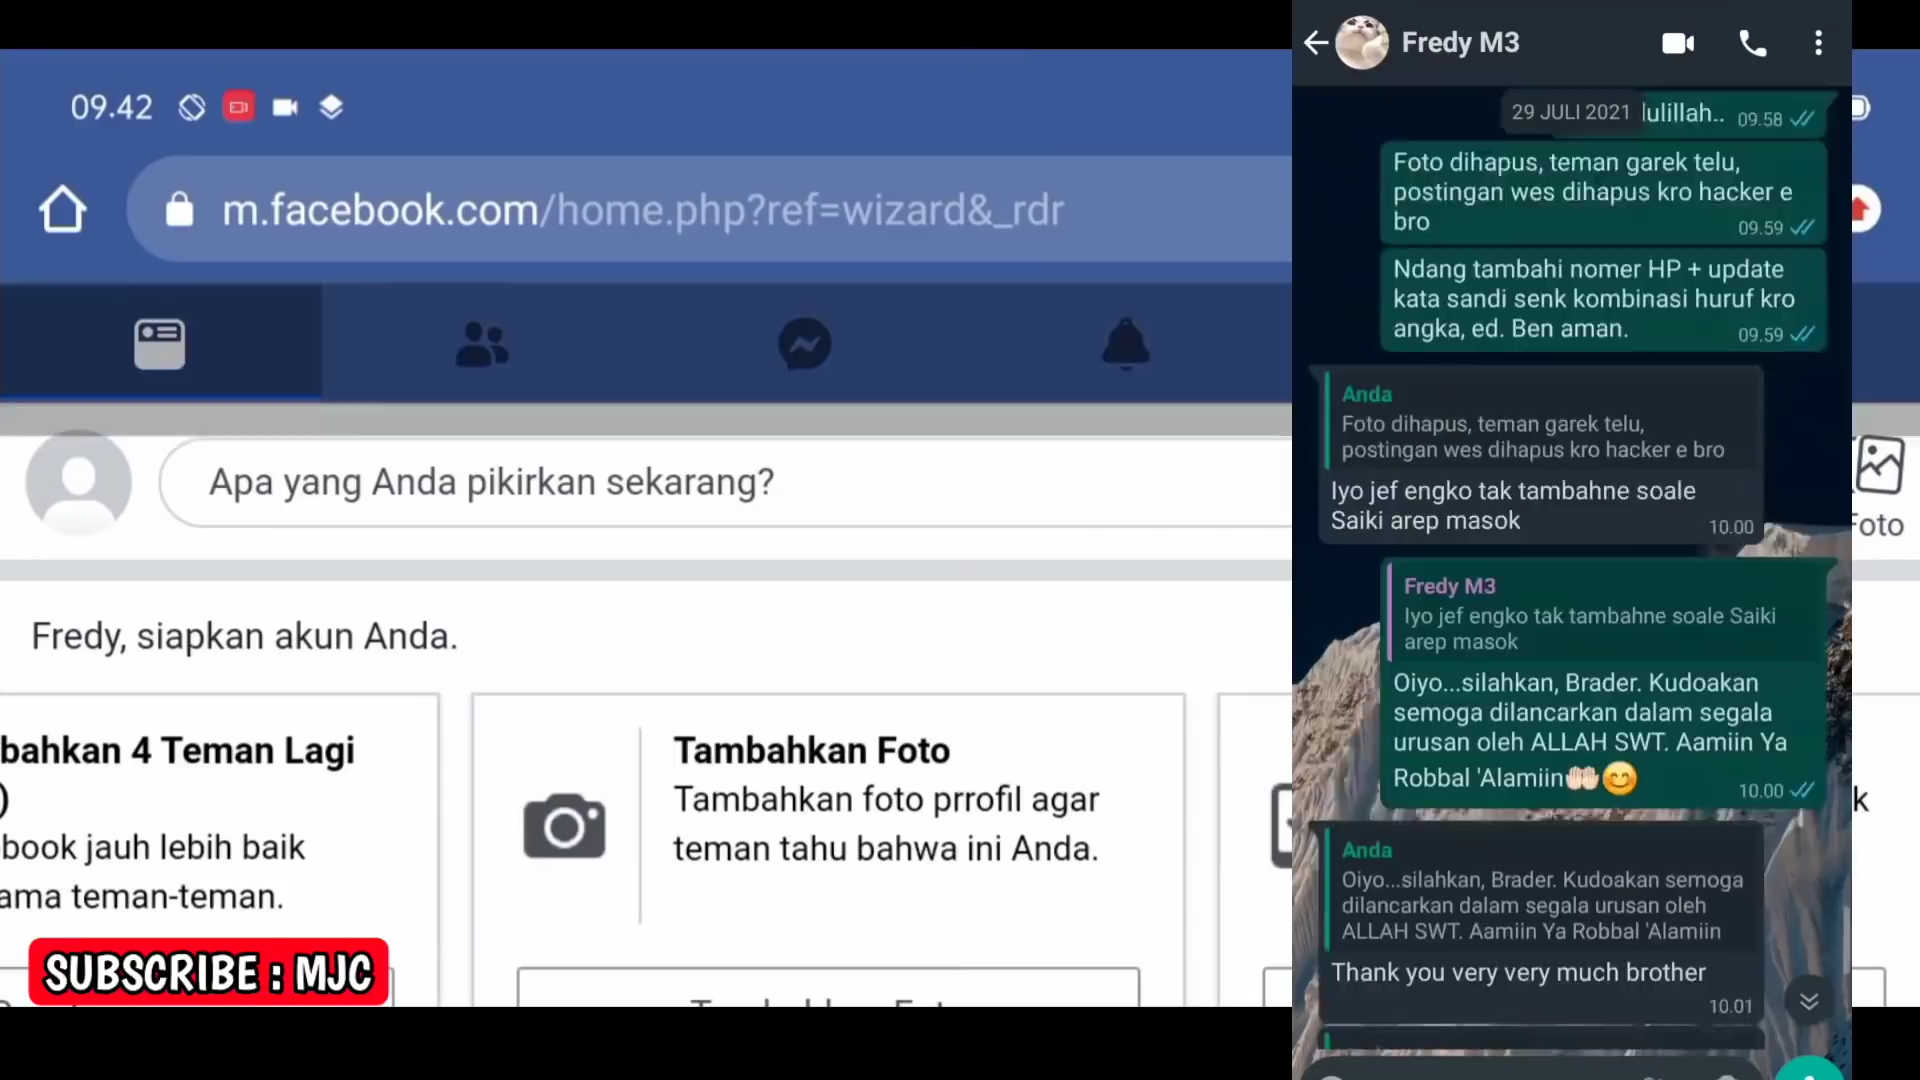 09.42
m.facebook.com/home.php?ref=wizard&_rdr
Apa yang Anda pikirkan sekarang?
Foto
Fredy, siapkan akun Anda.
bahkan 4 Teman Lagi
)
book jauh lebih baik
ama teman-teman.
Tambahkan Foto
Tambahkan foto prrofil agar
teman tahu bahwa ini Anda.
k
SUBSCRIBE : MJC
Fredy M3
29 JULI 2021
lulillah.. 09.58
Foto dihapus, teman garek telu,
postingan wes dihapus kro hacker e
bro 09.59
Ndang tambahi nomer HP + update
kata sandi senk kombinasi huruf kro
angka, ed. Ben aman. 09.59
Anda
Foto dihapus, teman garek telu,
postingan wes dihapus kro hacker e bro
Iyo jef engko tak tambahne soale
Saiki arep masok 10.00
Fredy M3
Iyo jef engko tak tambahne soale Saiki
arep masok
Oiyo...silahkan, Brader. Kudoakan
semoga dilancarkan dalam segala
urusan oleh ALLAH SWT. Aamiin Ya
Robbal 'Alamiin🤲🏻😊 10.00
Anda
Oiyo...silahkan, Brader. Kudoakan semoga
dilancarkan dalam segala urusan oleh
ALLAH SWT. Aamiin Ya Robbal 'Alamiin
Thank you very very much brother
10.01